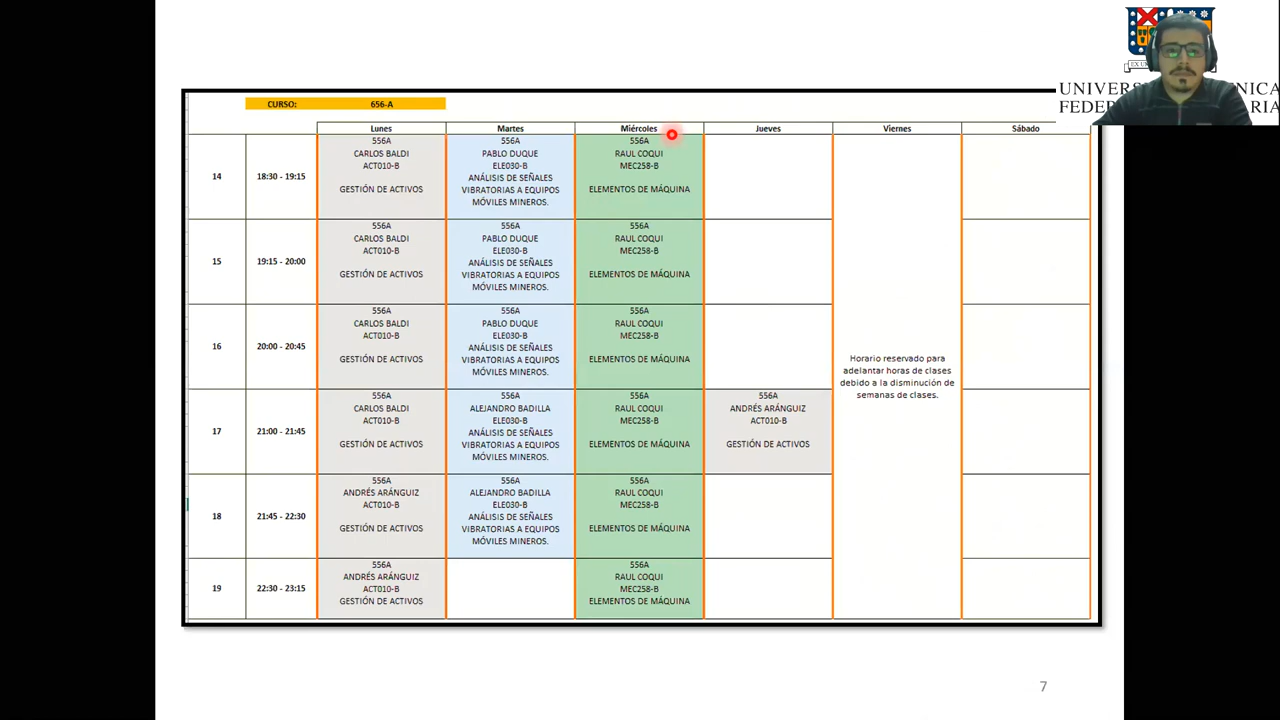 EX U
UNIVERS
NICA
FEDER
ARIA
CURSO: 656-A
Lunes Martes Miércoles Jueves Viernes Sábado
14
18:30 - 19:15
556A
CARLOS BALDI
ACT010-B
GESTIÓN DE ACTIVOS
556A
PABLO DUQUE
ELE030-B
ANÁLISIS DE SEÑALES
VIBRATORIAS A EQUIPOS
MÓVILES MINEROS.
556A
RAUL COQUI
MEC258-B
ELEMENTOS DE MÁQUINA
15
19:15 - 20:00
556A
CARLOS BALDI
ACT010-B
GESTIÓN DE ACTIVOS
556A
PABLO DUQUE
ELE030-B
ANÁLISIS DE SEÑALES
VIBRATORIAS A EQUIPOS
MÓVILES MINEROS.
556A
RAUL COQUI
MEC258-B
ELEMENTOS DE MÁQUINA
16
20:00 - 20:45
556A
CARLOS BALDI
ACT010-B
GESTIÓN DE ACTIVOS
556A
PABLO DUQUE
ELE030-B
ANÁLISIS DE SEÑALES
VIBRATORIAS A EQUIPOS
MÓVILES MINEROS.
556A
RAUL COQUI
MEC258-B
ELEMENTOS DE MÁQUINA
Horario reservado para
adelantar horas de clases
debido a la disminución de
semanas de clases.
17
21:00 - 21:45
556A
CARLOS BALDI
ACT010-B
GESTIÓN DE ACTIVOS
556A
ALEJANDRO BADILLA
ELE030-B
ANÁLISIS DE SEÑALES
VIBRATORIAS A EQUIPOS
MÓVILES MINEROS.
556A
RAUL COQUI
MEC258-B
ELEMENTOS DE MÁQUINA
556A
ANDRÉS ARÁNGUIZ
ACT010-B
GESTIÓN DE ACTIVOS
18
21:45 - 22:30
556A
ANDRÉS ARÁNGUIZ
ACT010-B
GESTIÓN DE ACTIVOS
556A
ALEJANDRO BADILLA
ELE030-B
ANÁLISIS DE SEÑALES
VIBRATORIAS A EQUIPOS
MÓVILES MINEROS.
556A
RAUL COQUI
MEC258-B
ELEMENTOS DE MÁQUINA
19
22:30 - 23:15
556A
ANDRÉS ARÁNGUIZ
ACT010-B
GESTIÓN DE ACTIVOS
556A
RAUL COQUI
MEC258-B
ELEMENTOS DE MÁQUINA
7